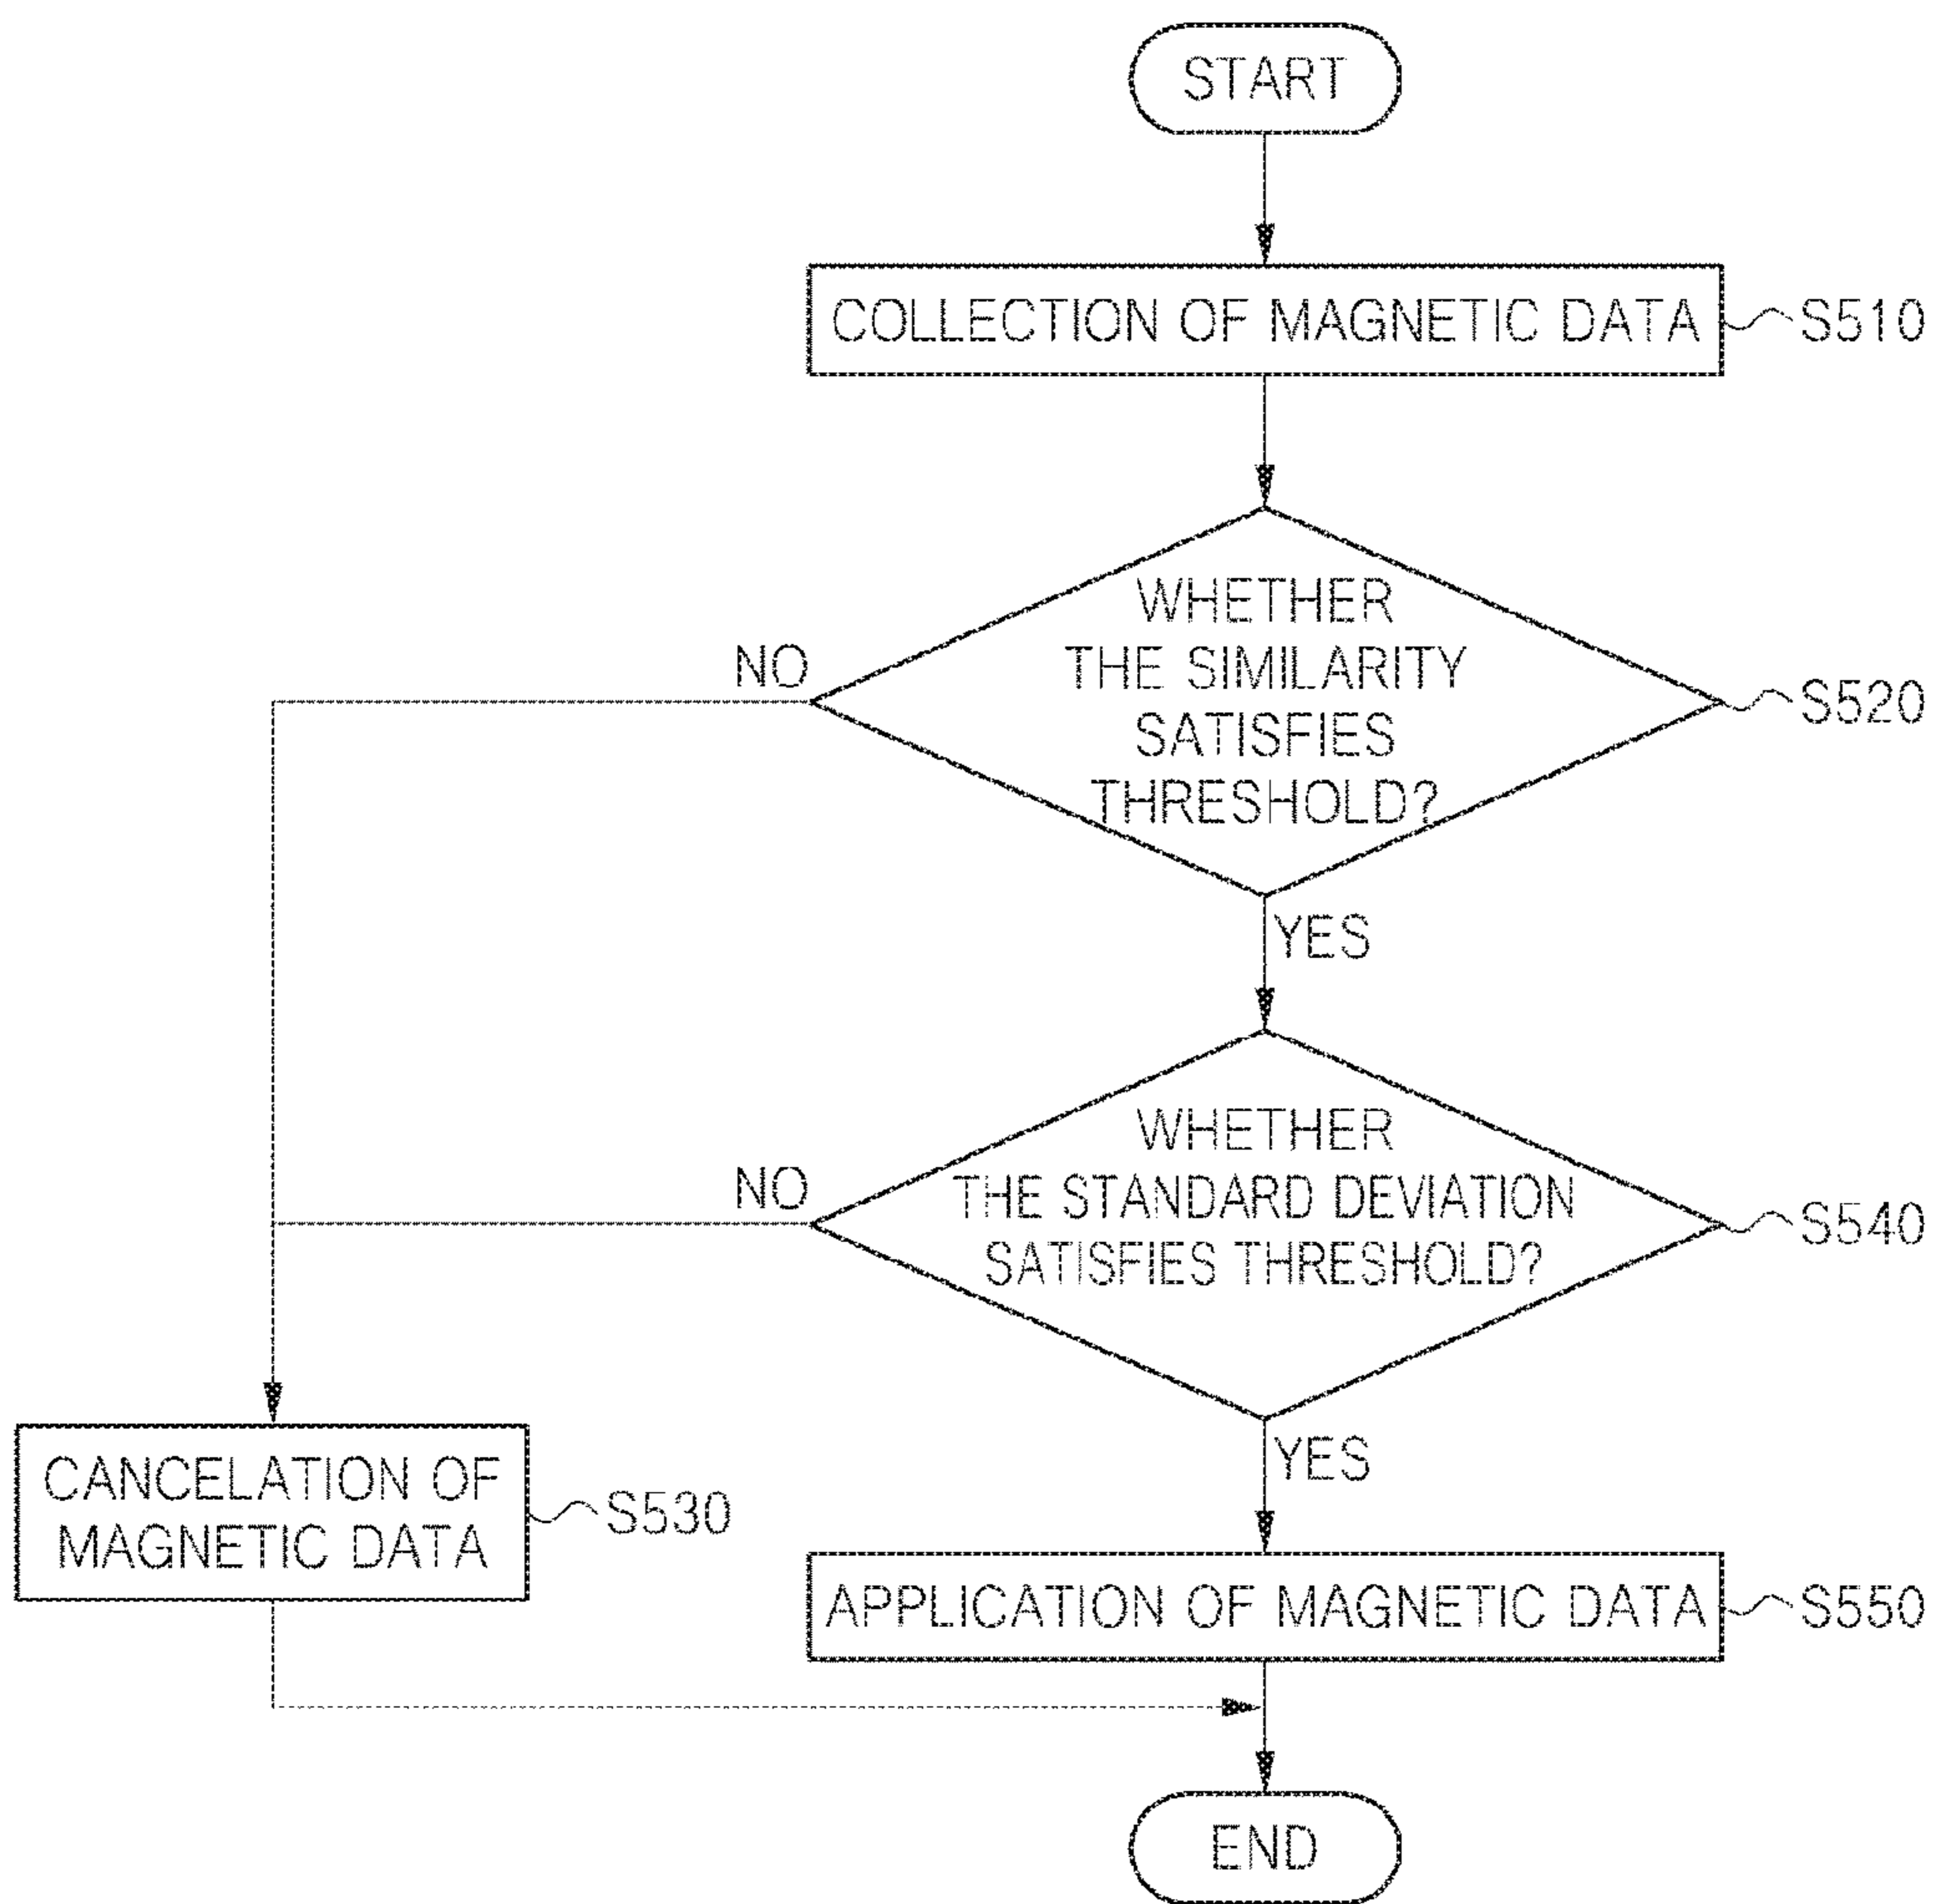 START
COLLECTION OF MAGNETIC DATA
S510
WHETHER
THE SIMILARITY
SATISFIES
THRESHOLD?
S520
NO
YES
WHETHER
THE STANDARD DEVIATION
SATISFIES THRESHOLD?
S540
NO
YES
CANCELATION OF
MAGNETIC DATA
S530
APPLICATION OF MAGNETIC DATA
S550
END